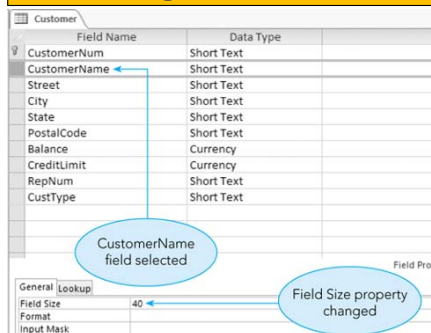 Customer
Field Name Data Type
CustomerNum Short Text
CustomerName Short Text
Street Short Text
City Short Text
State Short Text
PostalCode Short Text
Balance Currency
CreditLimit Currency
RepNum Short Text
CustType Short Text
CustomerName
field selected
Field Pro
General Lookup
Field Size 40
Format
Input Mask
Field Size property
changed